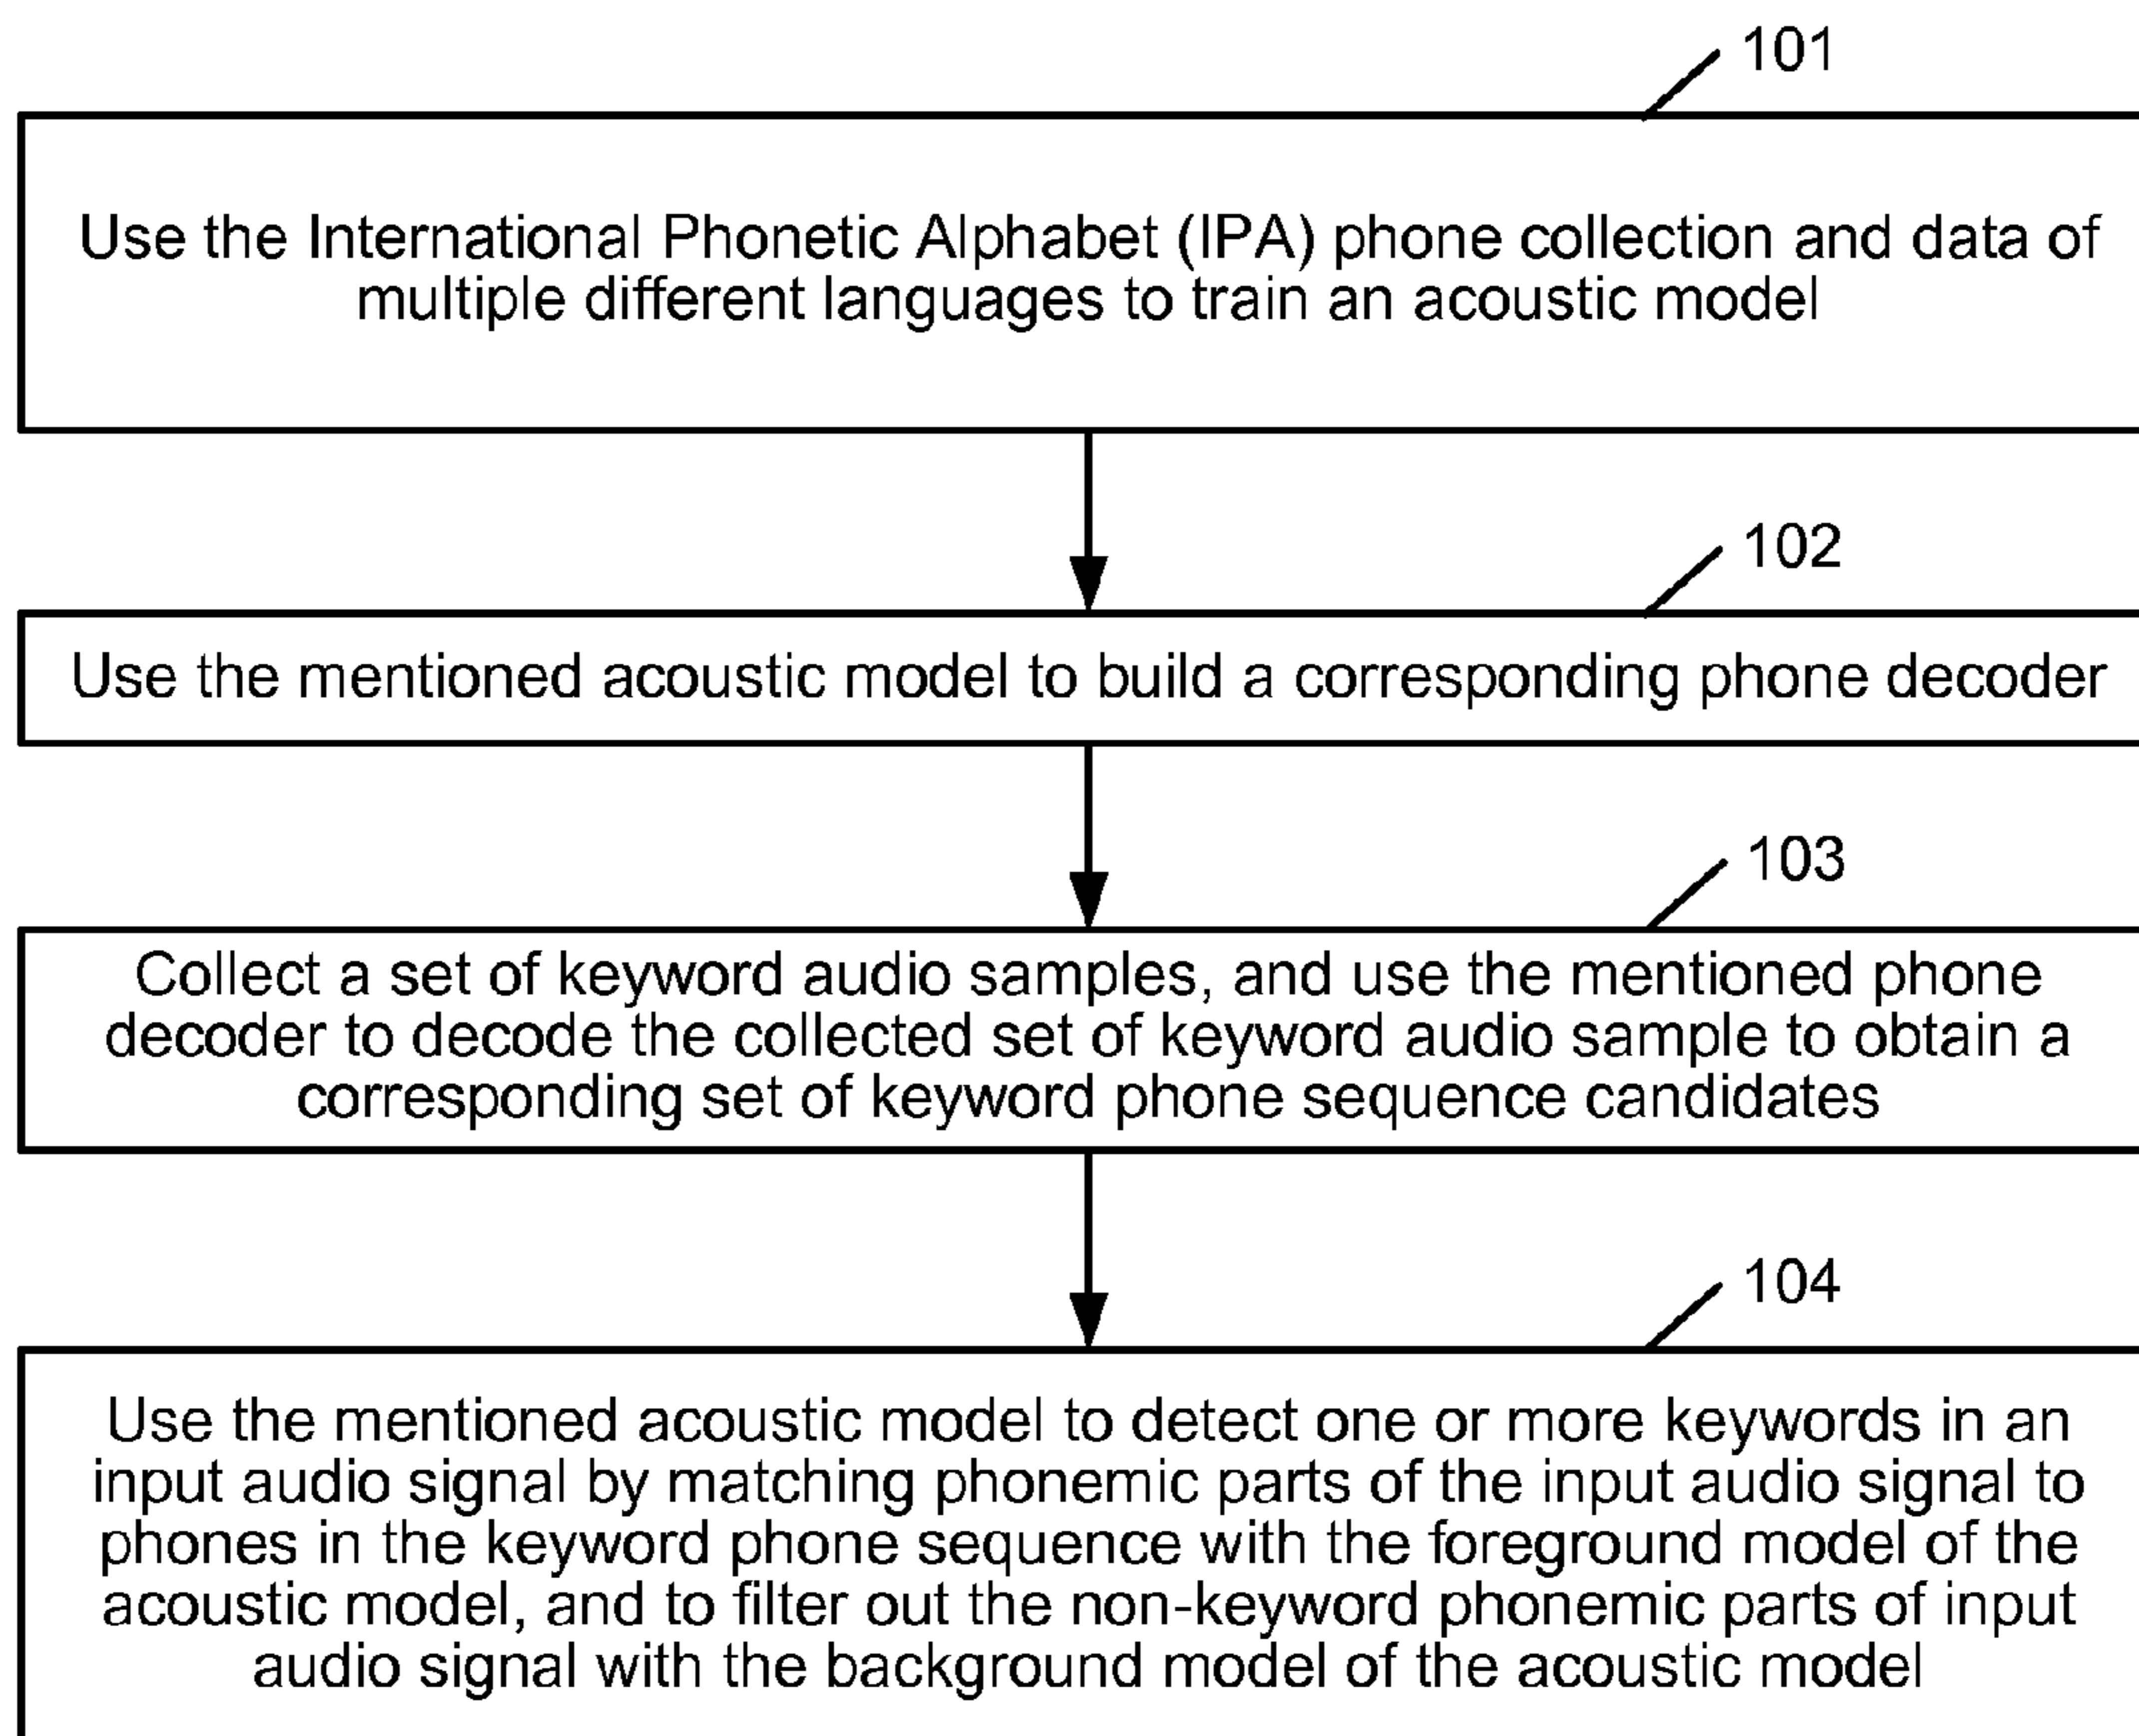 101
Use the International Phonetic Alphabet (IPA) phone collection and data of
multiple different languages to train an acoustic model
102
Use the mentioned acoustic model to build a corresponding phone decoder
103
Collect a set of keyword audio samples, and use the mentioned phone
decoder to decode the collected set of keyword audio sample to obtain a
corresponding set of keyword phone sequence candidates
104
Use the mentioned acoustic model to detect one or more keywords in an
input audio signal by matching phonemic parts of the input audio signal to
phones in the keyword phone sequence with the foreground model of the
acoustic model, and to filter out the non-keyword phonemic parts of input
audio signal with the background model of the acoustic model